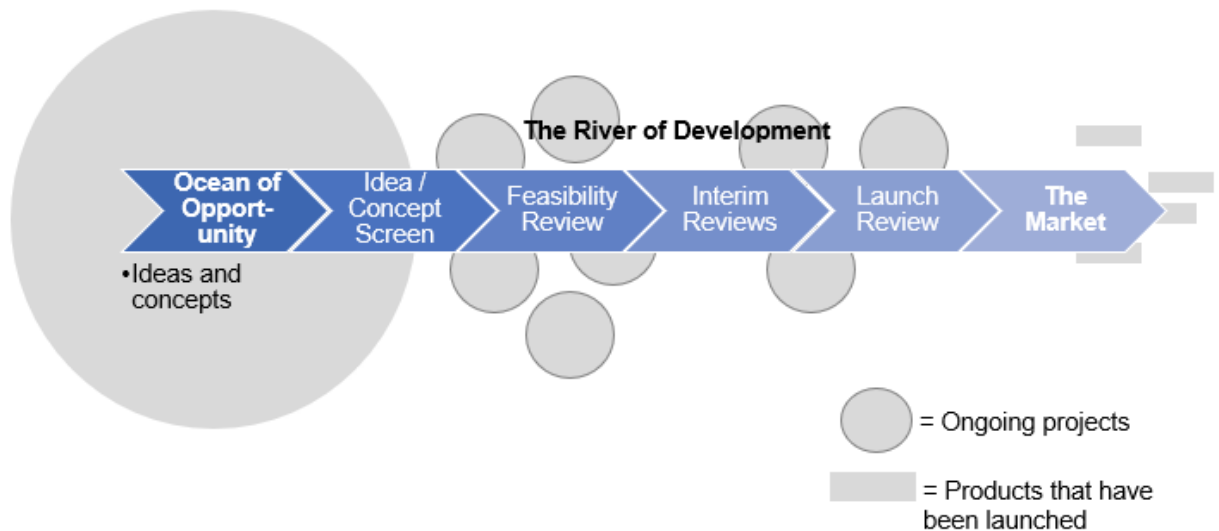 The River of Development
Ocean of
Opport-
unity
Idea /
Concept
Screen
Feasibility
Review
Interim
Reviews
Launch
Review
The
Market
•Ideas and
concepts
= Ongoing projects
= Products that have
been launched